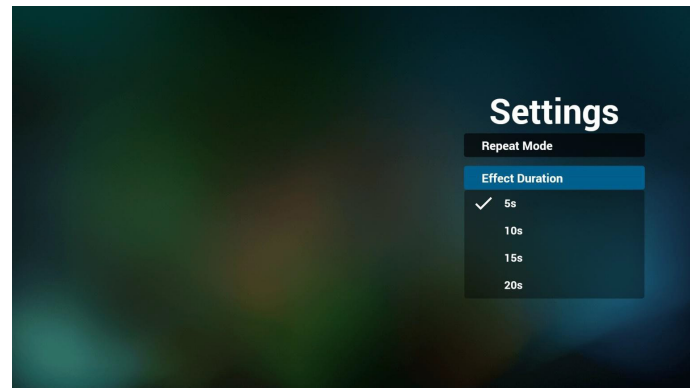 Settings
Repeat Mode
Effect Duration
5s
10s
15s
20s